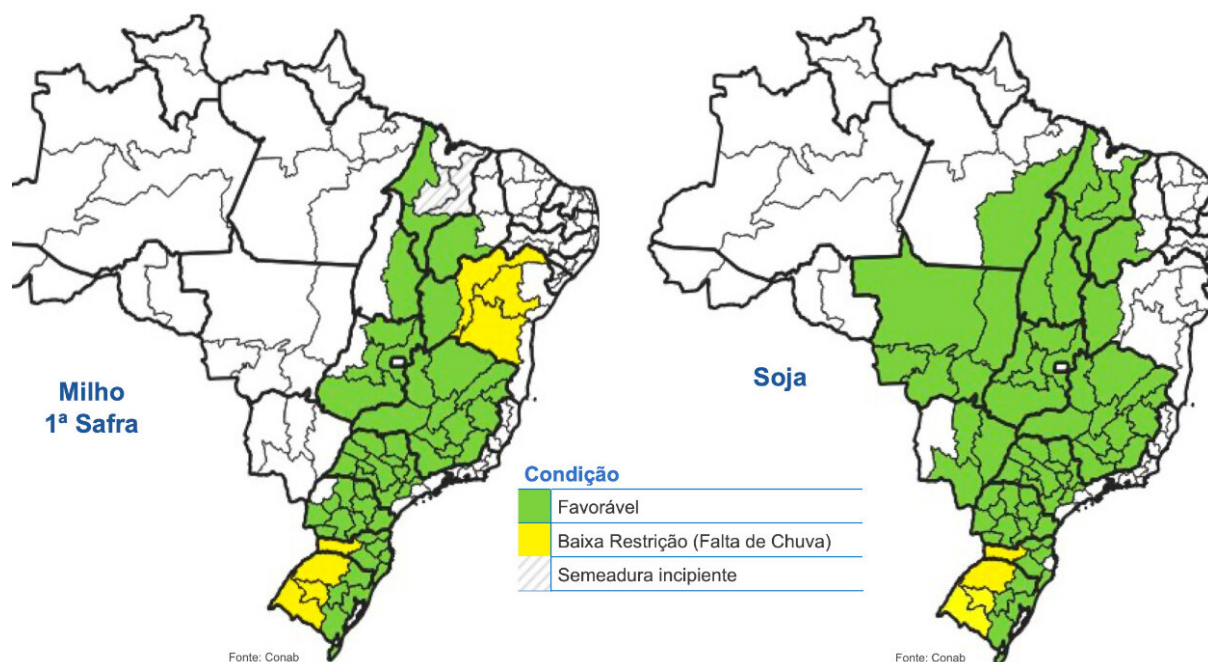 Milho
1ª Safra
Soja
Condição
Favorável
Baixa Restrição (Falta de Chuva)
Semeadura incipiente
Fonte: Conab
Fonte: Conab